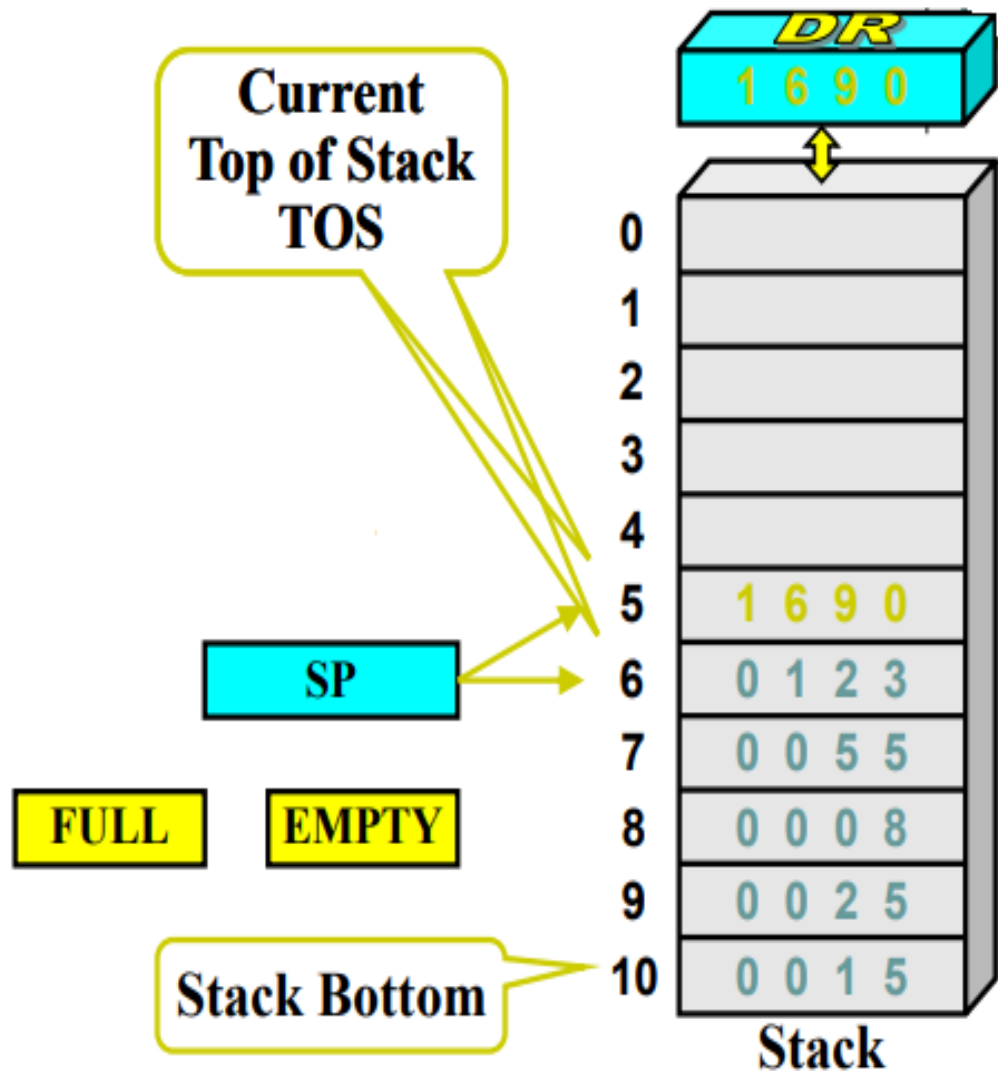 DR
1 6 9 0
Current
Top of Stack
TOS
0
1
2
3
4
5 1 6 9 0
SP
6 0 1 2 3
7 0 0 5 5
FULL EMPTY
8 0 0 0 8
9 0 0 2 5
Stack Bottom
10 0 0 1 5
Stack